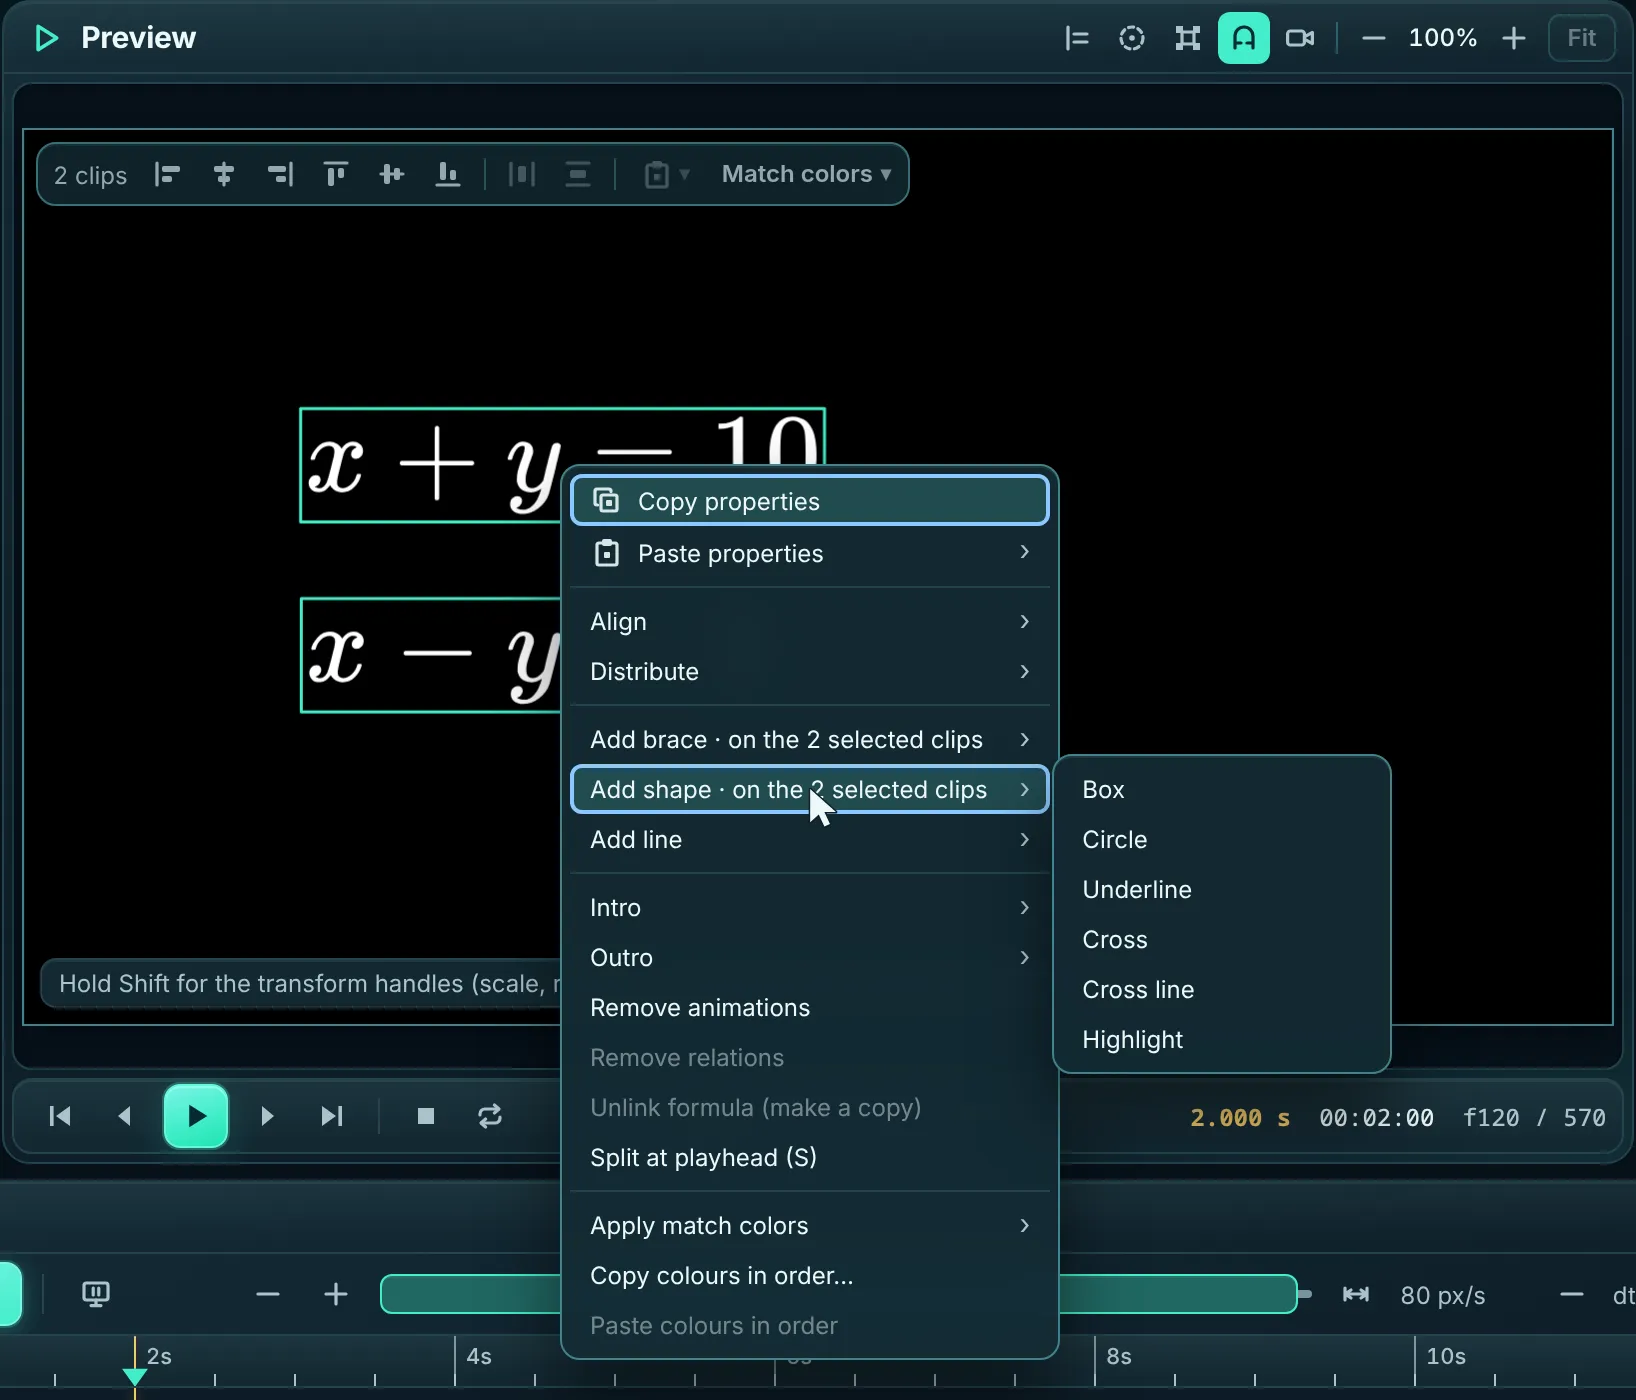 Preview
100%
Fit
2 clips
Match colors
x + y = 10
x − y
Copy properties
Paste properties
Align
Distribute
Add brace · on the 2 selected clips
Add shape · on the 2 selected clips
Add line
Intro
Outro
Remove animations
Remove relations
Unlink formula (make a copy)
Split at playhead (S)
Apply match colors
Copy colours in order...
Paste colours in order
Box
Circle
Underline
Cross
Cross line
Highlight
Hold Shift for the transform handles (scale,
2.000 s 00:02:00 f120 / 570
80 px/s
2s 4s 8s 10s